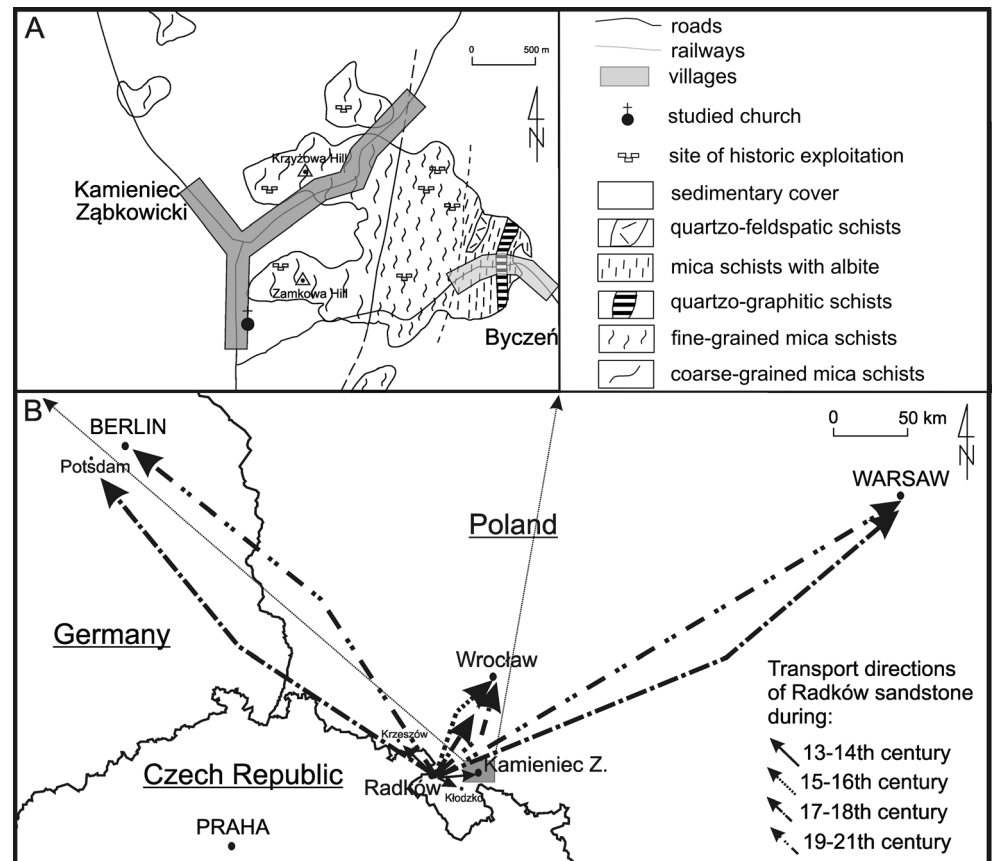 A
0 500 m
N
Krzyżowa Hill
Kamieniec
Ząbkowicki
Zamkowa Hill
Byczeń
roads
railways
villages
studied church
site of historic exploitation
sedimentary cover
quartzo-feldspatic schists
mica schists with albite
quartzo-graphitic schists
fine-grained mica schists
coarse-grained mica schists
B
0 50 km
N
BERLIN
Potsdam
WARSAW
Poland
Germany
Wrocław
Krzeszów
Kamieniec Z.
Radków
Kłodzko
Czech Republic
PRAHA
Transport directions
of Radków sandstone
during:
13-14th century
15-16th century
17-18th century
19-21th century